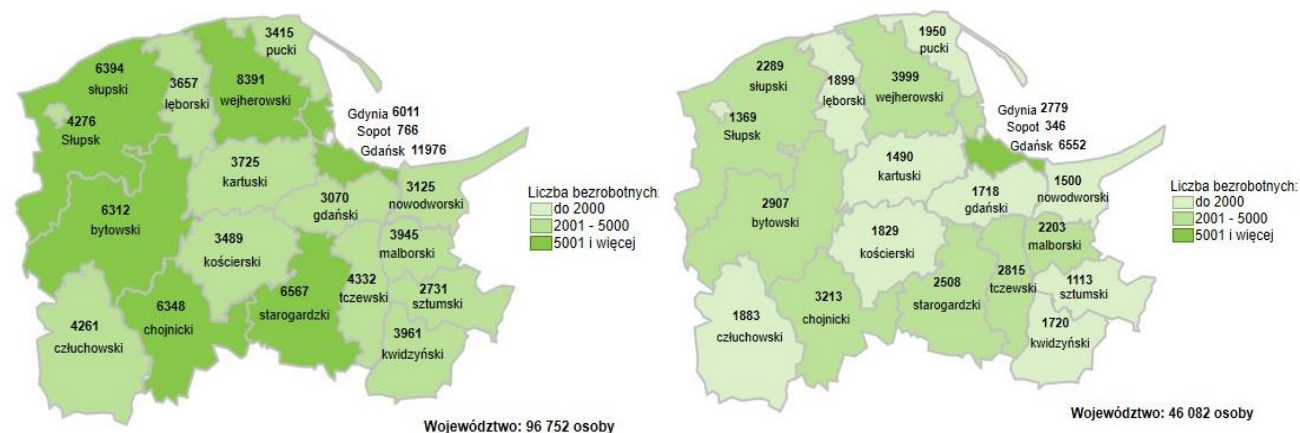 3415
pucki
6394
słupski
3657
lęborski
8391
wejherowski
4276
Słupsk
Gdynia 6011
Sopot 766
Gdańsk 11976
3725
kartuski
3070
gdański
3125
nowodworski
6312
bytowski
3489
kościerski
3945
malborski
4332
tczewski
2731
sztumski
6567
starogardzki
6348
chojnicki
4261
człuchowski
3961
kwidzyński
Liczba bezrobotnych:
do 2000
2001 - 5000
5001 i więcej
Województwo: 96 752 osoby
1950
pucki
2289
słupski
1899
lęborski
3999
wejherowski
1369
Słupsk
Gdynia 2779
Sopot 346
Gdańsk 6552
1490
kartuski
1718
gdański
1500
nowodworski
2907
bytowski
1829
kościerski
2203
malborski
2815
tczewski
1113
sztumski
2508
starogardzki
3213
chojnicki
1883
człuchowski
1720
kwidzyński
Liczba bezrobotnych:
do 2000
2001 - 5000
5001 i więcej
Województwo: 46 082 osoby